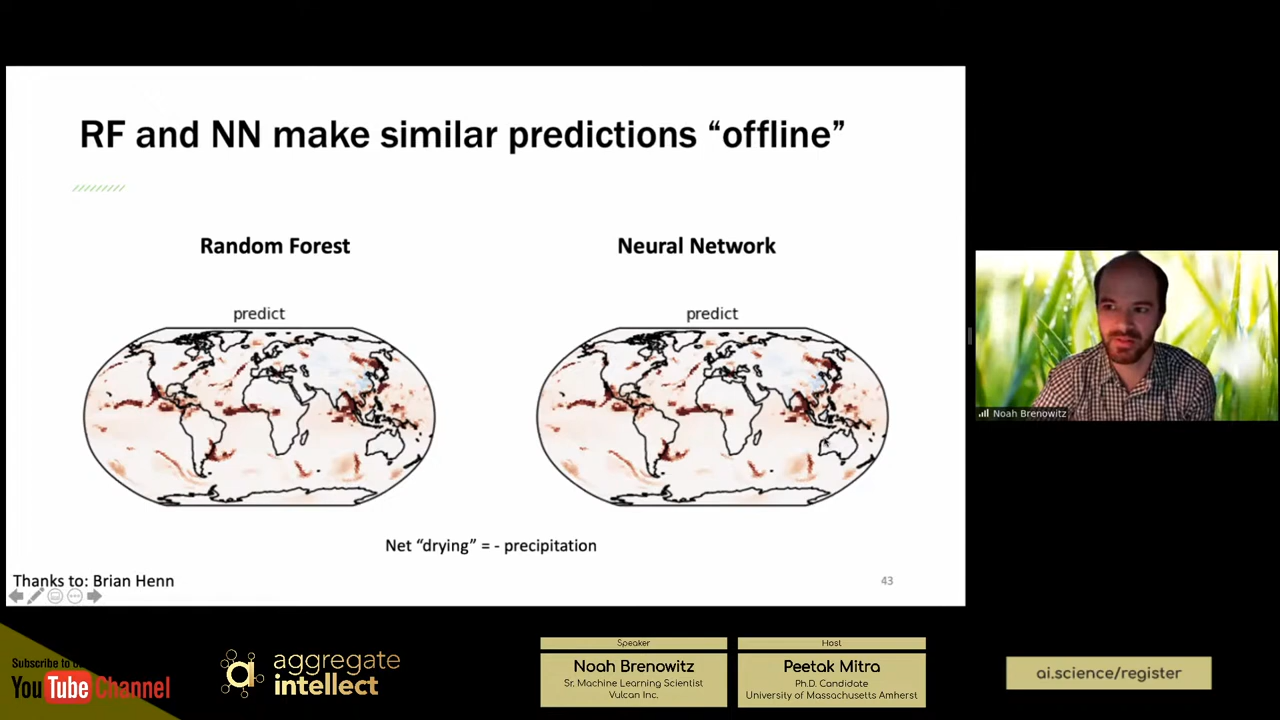 RF and NN make similar predictions “offline”
Random Forest
Neural Network
predict
predict
Net “drying” = - precipitation
Thanks to: Brian Henn
43
Noah Brenowitz
Subscribe to
YouTube Channel
aggregate
intellect
Speaker
Noah Brenowitz
Sr. Machine Learning Scientist
Vulcan Inc.
Host
Peetak Mitra
Ph.D. Candidate
University of Massachusetts Amherst
ai.science/register